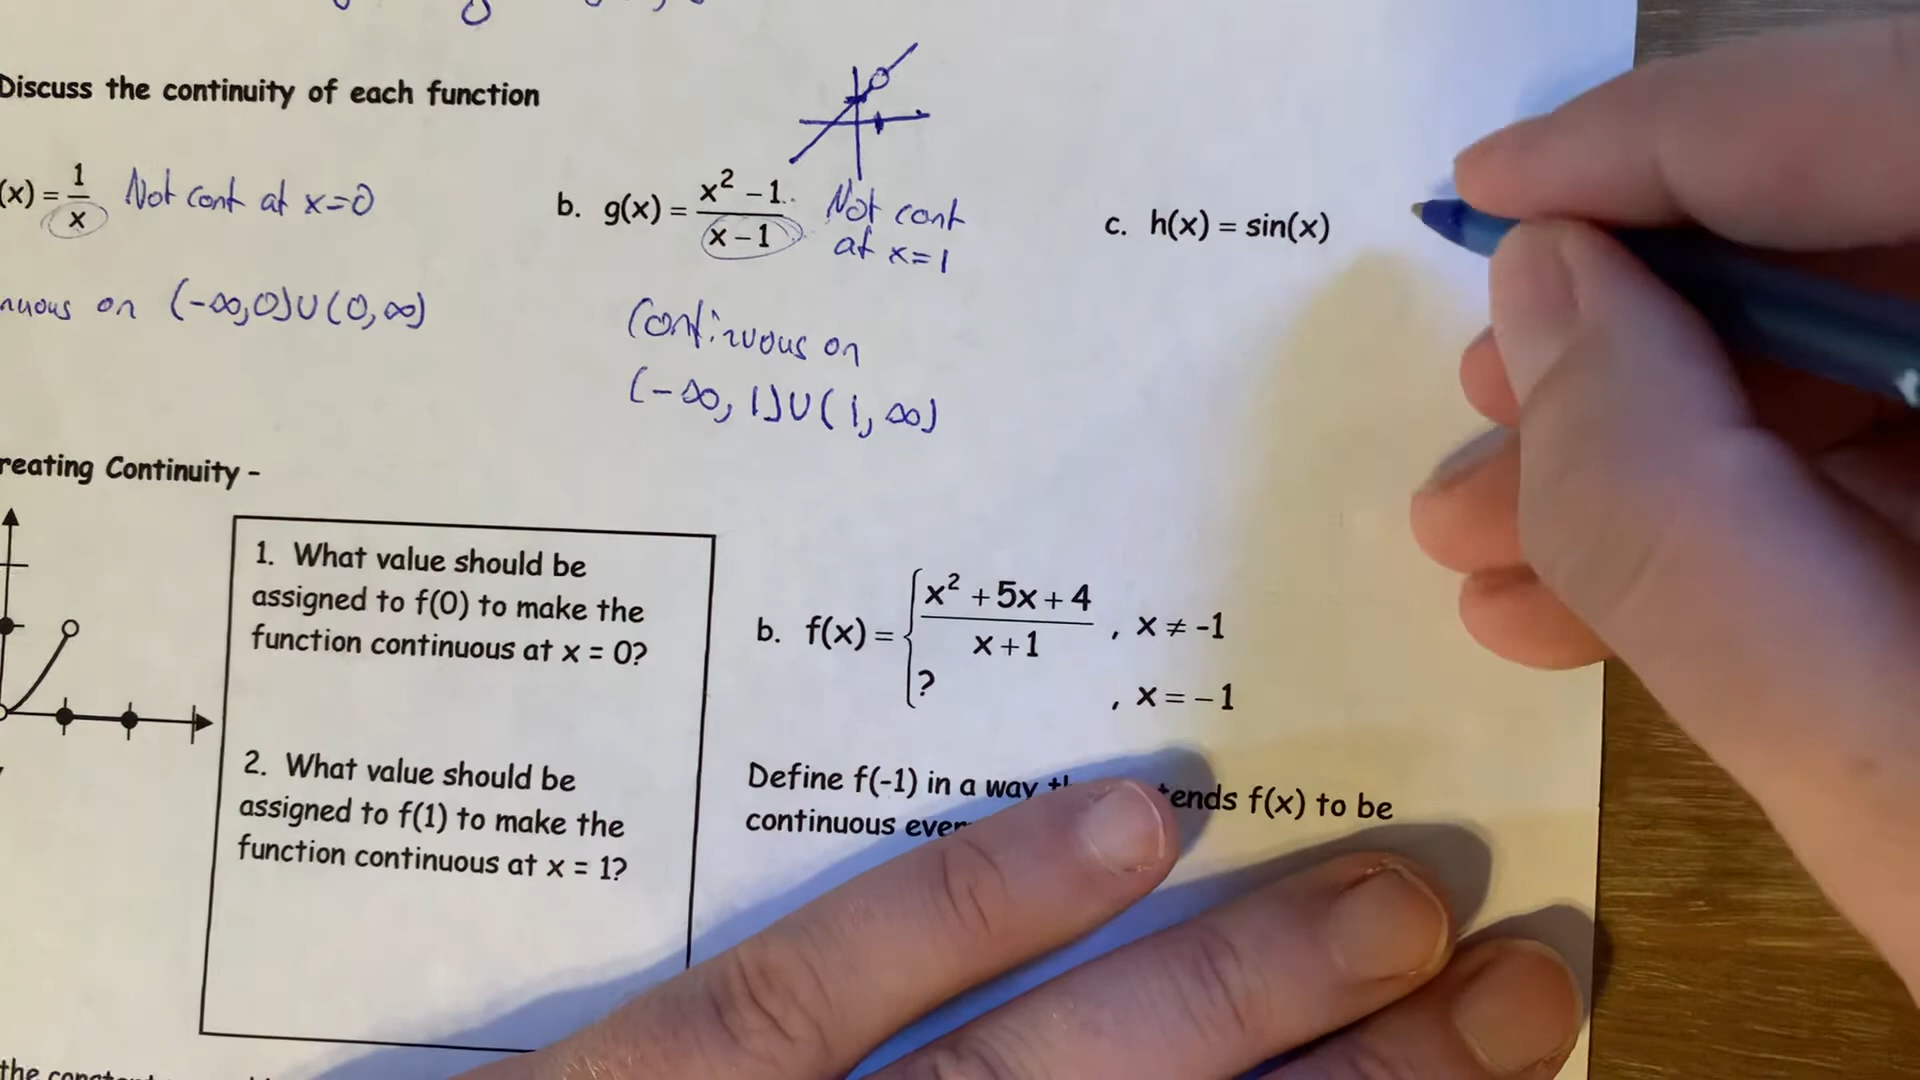 Discuss the continuity of each function
(x) = 1/x Not cont at x=0
b. g(x) = (x² – 1)/(x – 1) Not cont
at x=1
c. h(x) = sin(x)
nuous on (-∞,0)∪(0,∞)
Continuous on
(-∞, 1)∪(1, ∞)
reating Continuity -
1. What value should be
assigned to f(0) to make the
function continuous at x = 0?
2. What value should be
assigned to f(1) to make the
function continuous at x = 1?
b. f(x) = { (x² + 5x + 4)/(x + 1) , x ≠ -1
? , x = – 1
Define f(-1) in a way tends f(x) to be
continuous
the